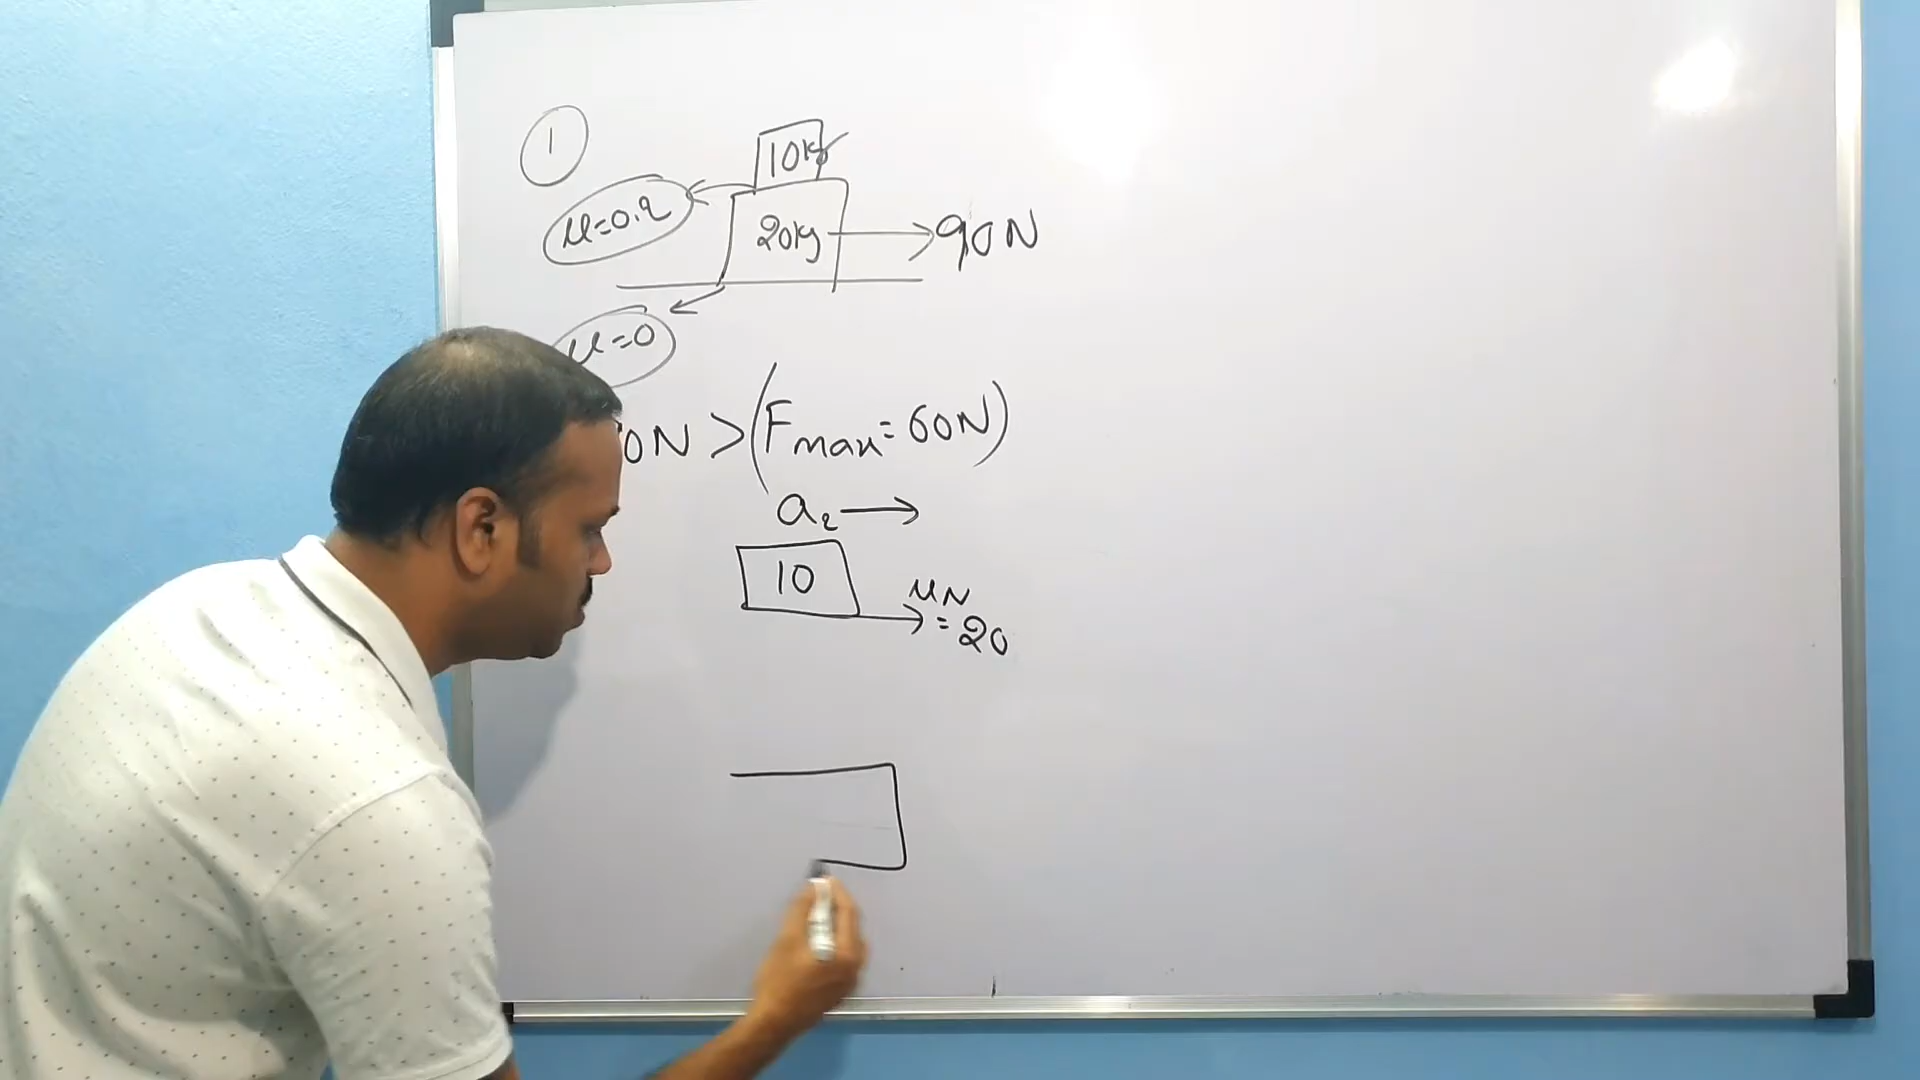 1
10kg
μ=0.2
20kg
90N
μ=0
0N > (Fmax = 60N)
a2
10
μN
= 20